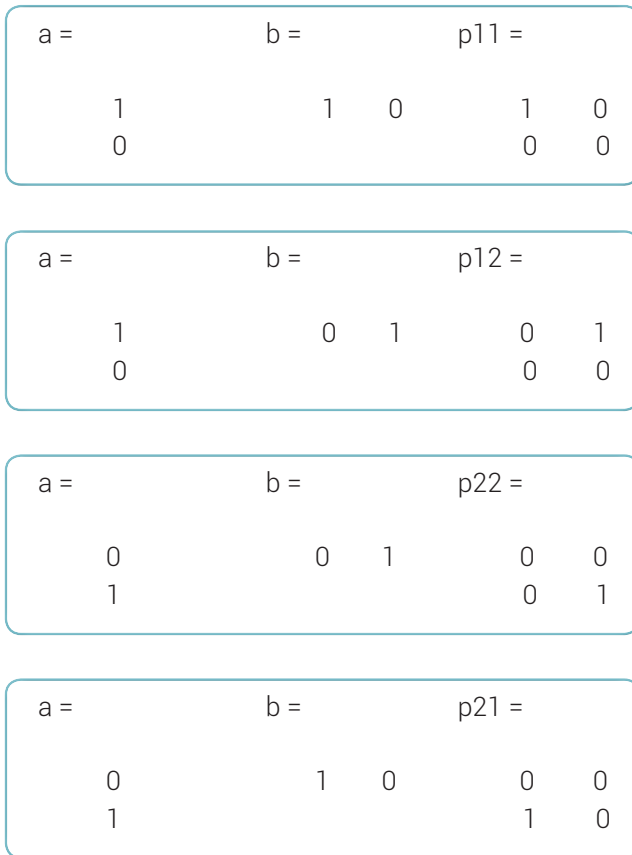 a = b = p11 =
1 1 0 1 0
0 0 0
a = b = p12 =
1 0 1 0 1
0 0 0
a = b = p22 =
0 0 1 0 0
1 0 1
a = b = p21 =
0 1 0 0 0
1 1 0